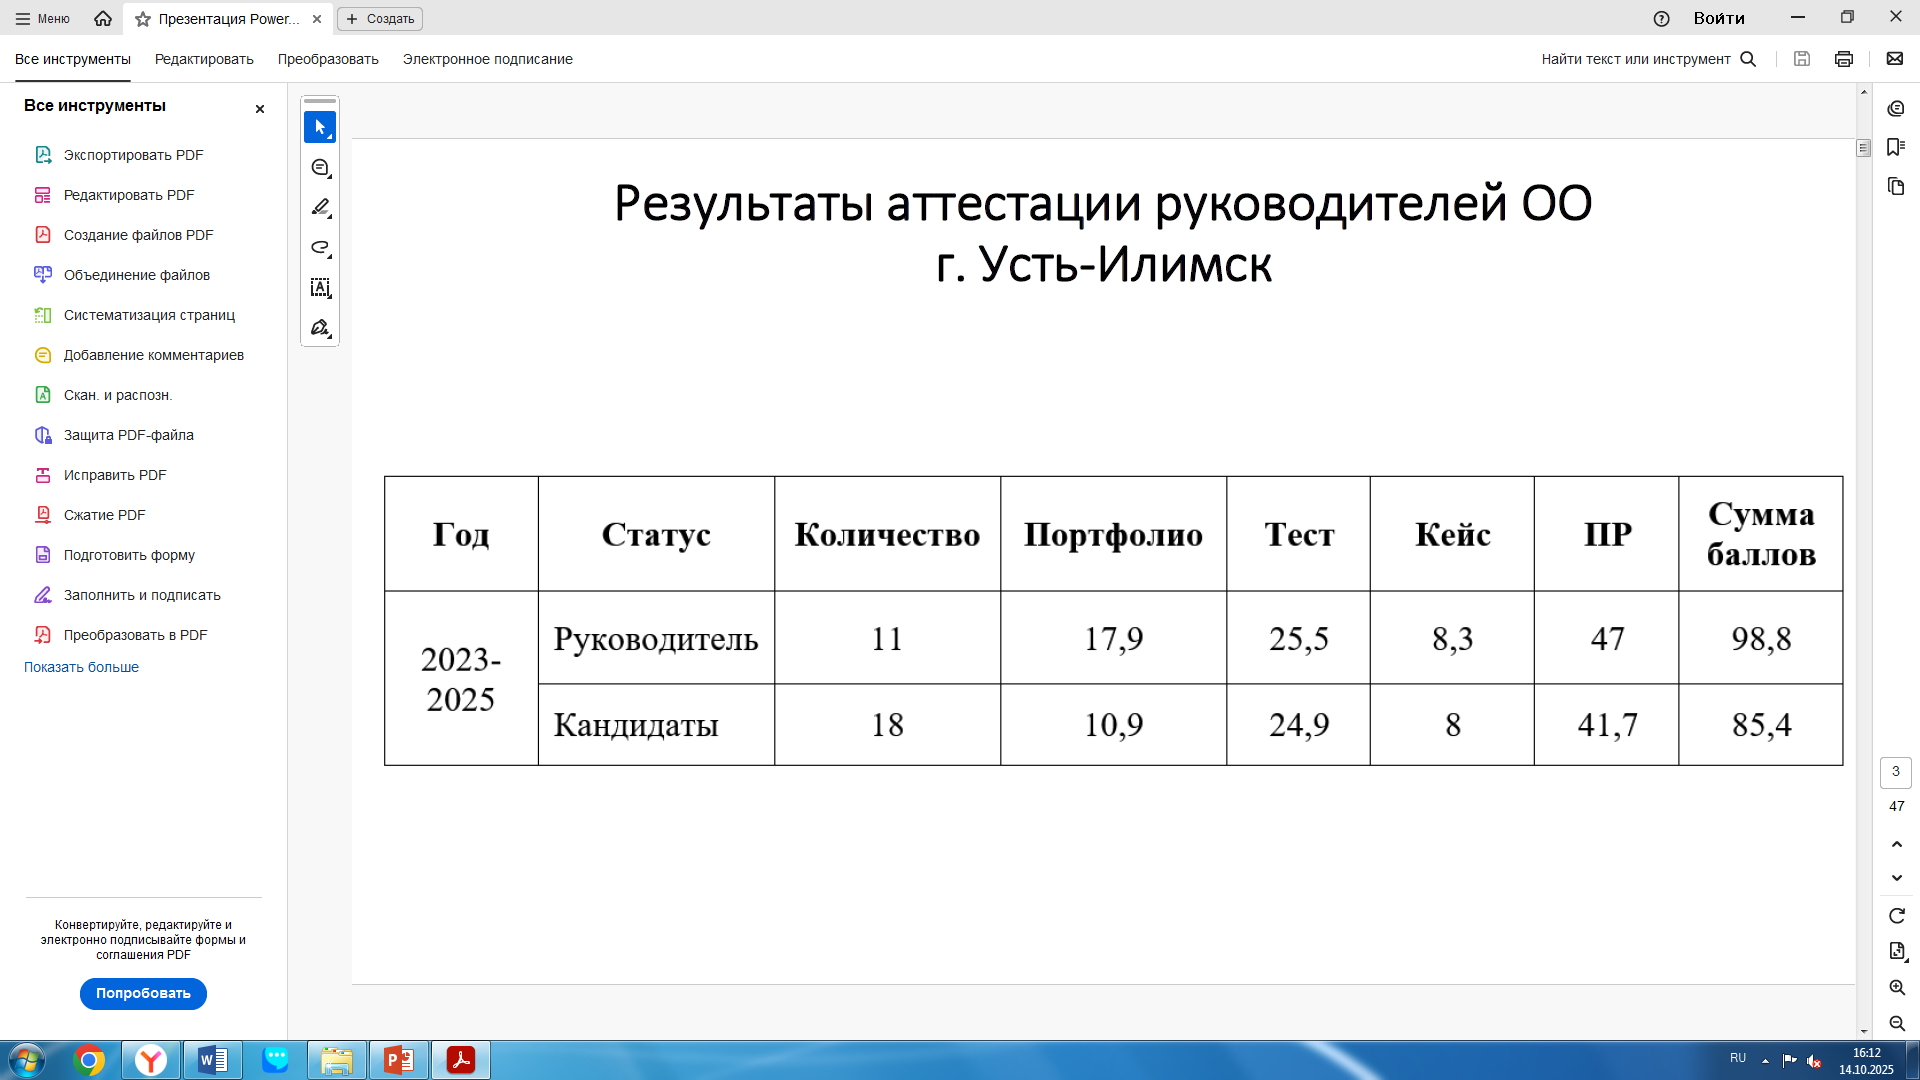 Меню
Презентация Power...
Создать
Войти
Все инструменты
Редактировать
Преобразовать
Электронное подписание
Найти текст или инструмент
Все инструменты
Экспортировать PDF
Редактировать PDF
Создание файлов PDF
Объединение файлов
Систематизация страниц
Добавление комментариев
Скан. и распозн.
Защита PDF-файла
Исправить PDF
Сжатие PDF
Подготовить форму
Заполнить и подписать
Преобразовать в PDF
Показать больше
Конвертируйте, редактируйте и
электронно подписывайте формы и
соглашения PDF
Попробовать
Результаты аттестации руководителей ОО
г. Усть-Илимск
Год Статус Количество Портфолио Тест Кейс ПР Сумма баллов
2023-2025 Руководитель 11 17,9 25,5 8,3 47 98,8
Кандидаты 18 10,9 24,9 8 41,7 85,4
3
47
RU
16:12
14.10.2025